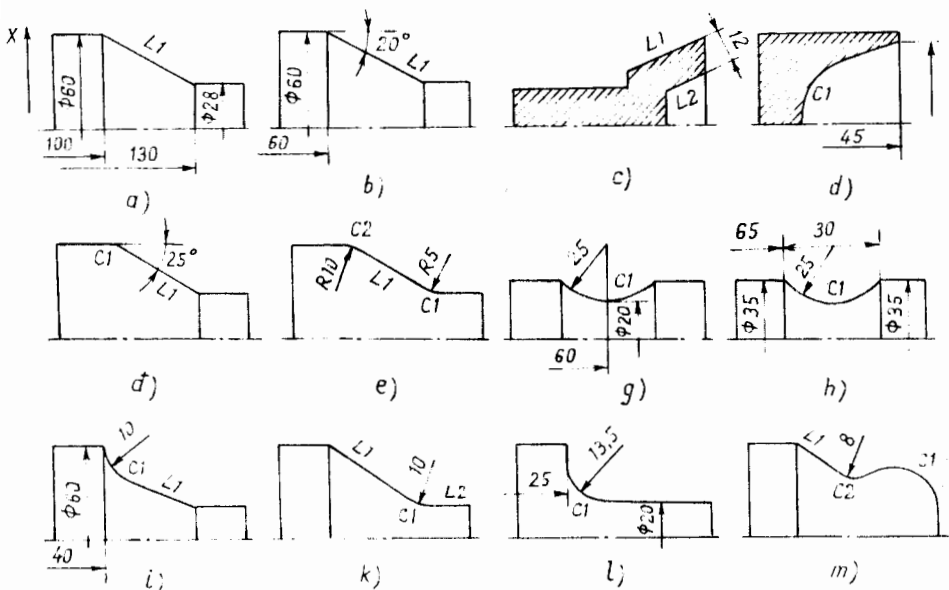 X
Φ60
L1
Φ28
100
130
a)
Φ60
20°
L1
60
b)
L1
12
L2
c)
C1
45
d)
C1
25°
L1
đ)
C2
R10
L1
R5
C1
e)
25
C1
Φ20
60
g)
65
30
25
C1
Φ35
Φ35
h)
10
C1
L1
Φ60
40
i)
L1
10
C1
L2
k)
25
13,5
C1
Φ20
l)
L1
8
C2
C1
m)